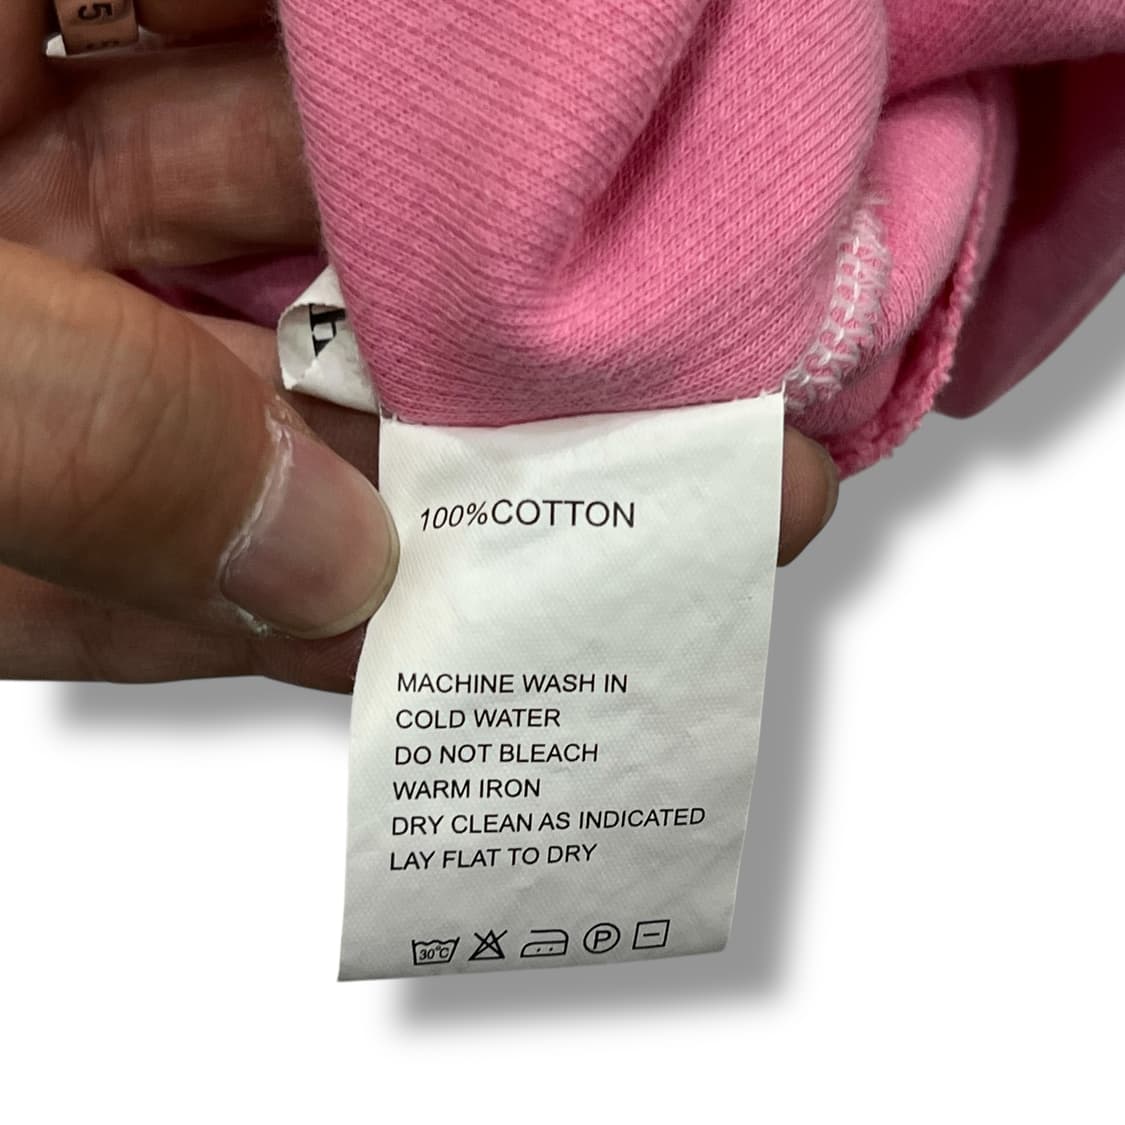 5
100%COTTON
MACHINE WASH IN
COLD WATER
DO NOT BLEACH
WARM IRON
DRY CLEAN AS INDICATED
LAY FLAT TO DRY
30°C P